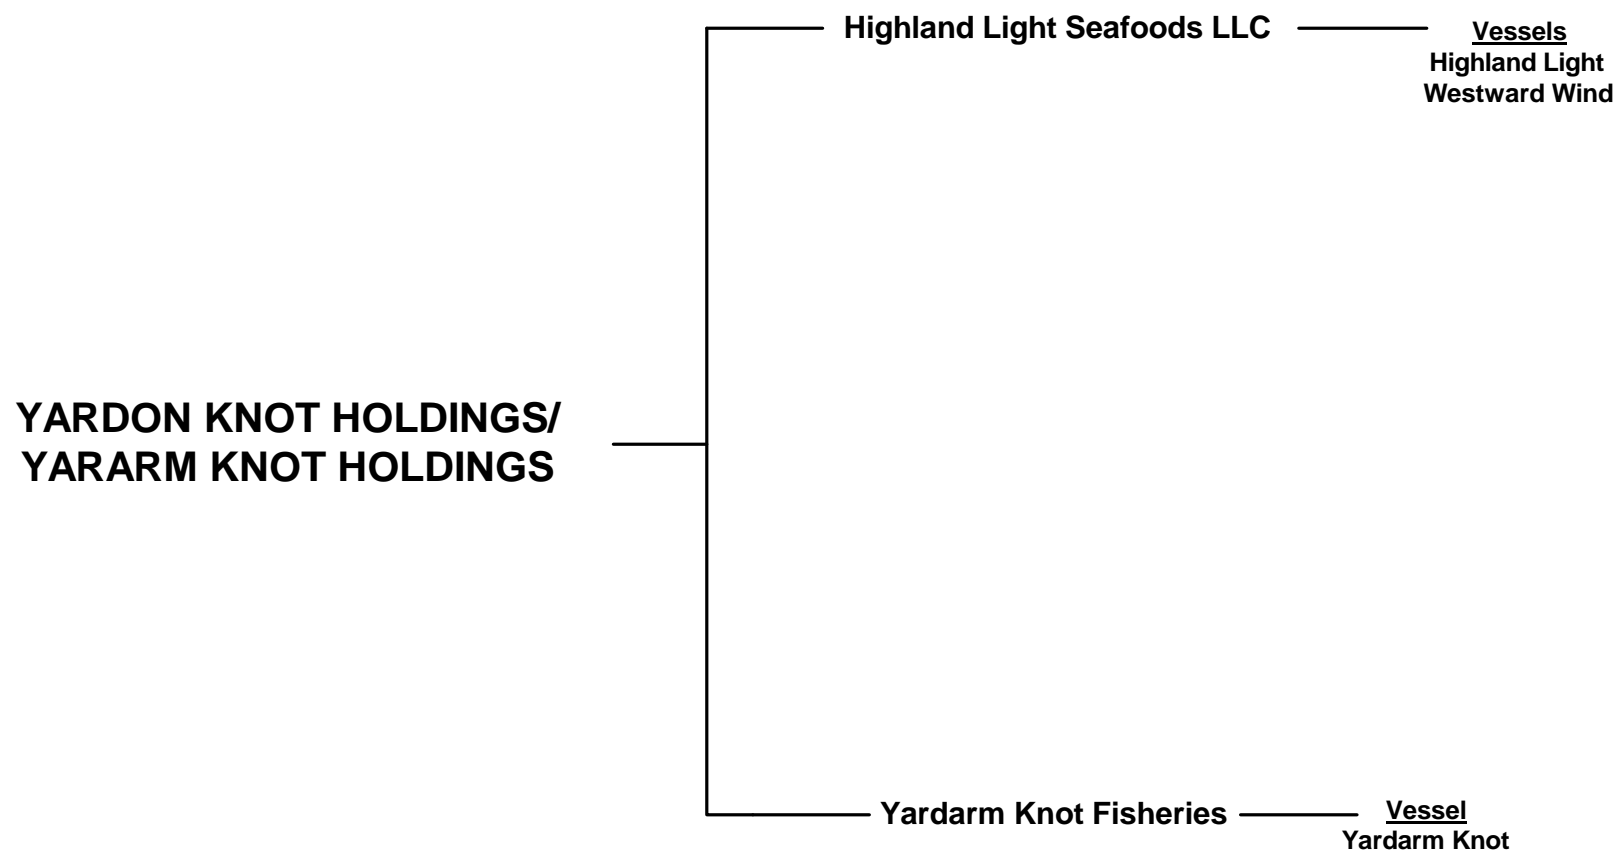 Highland Light Seafoods LLC
Vessels
Highland Light
Westward Wind
YARDON KNOT HOLDINGS/
YARARM KNOT HOLDINGS
Yardarm Knot Fisheries
Vessel
Yardarm Knot